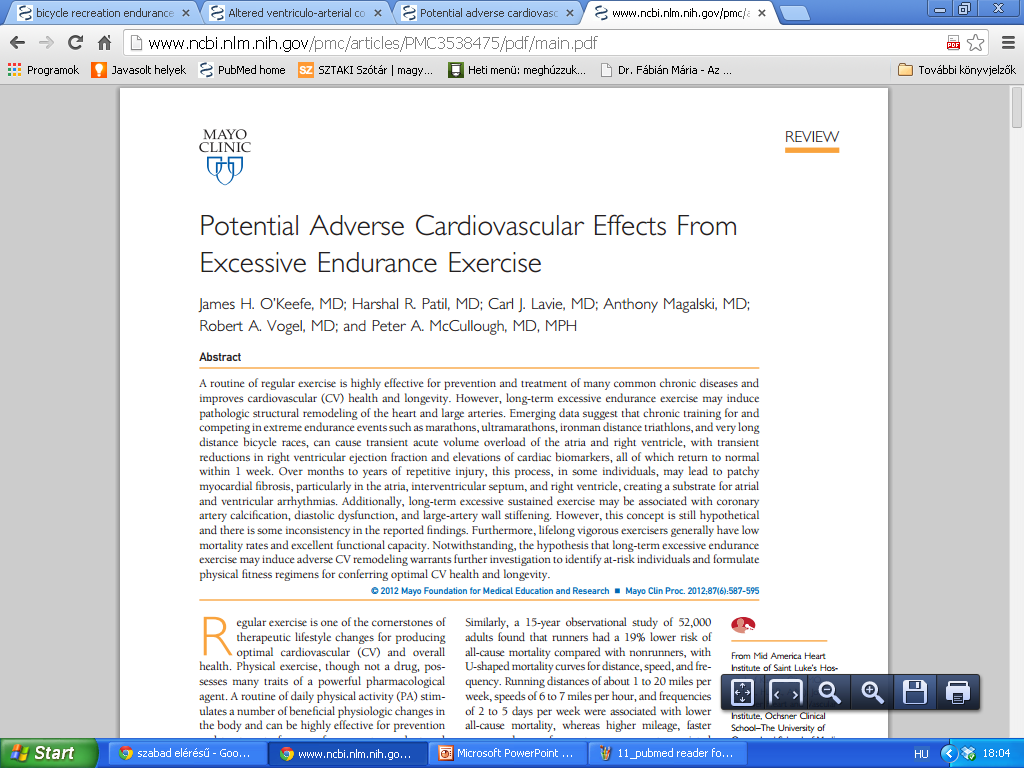 bicycle recreation endurance
Altered ventriculo-arterial co
Potential adverse cardiovasc
www.ncbi.nlm.nih.gov/pmc/a
www.ncbi.nlm.nih.gov/pmc/articles/PMC3538475/pdf/main.pdf
Programok Javasolt helyek PubMed home SZTAKI Szótár | magy... Heti menü: meghúzzuk... Dr. Fábián Mária - Az ... További könyvjelzők
MAYO
CLINIC
REVIEW
Potential Adverse Cardiovascular Effects From
Excessive Endurance Exercise
James H. O'Keefe, MD; Harshal R. Patil, MD; Carl J. Lavie, MD; Anthony Magalski, MD;
Robert A. Vogel, MD; and Peter A. McCullough, MD, MPH
Abstract
A routine of regular exercise is highly effective for prevention and treatment of many common chronic diseases and
improves cardiovascular (CV) health and longevity. However, long-term excessive endurance exercise may induce
pathologic structural remodeling of the heart and large arteries. Emerging data suggest that chronic training for and
competing in extreme endurance events such as marathons, ultramarathons, ironman distance triathlons, and very long
distance bicycle races, can cause transient acute volume overload of the atria and right ventricle, with transient
reductions in right ventricular ejection fraction and elevations of cardiac biomarkers, all of which return to normal
within 1 week. Over months to years of repetitive injury, this process, in some individuals, may lead to patchy
myocardial fibrosis, particularly in the atria, interventricular septum, and right ventricle, creating a substrate for atrial
and ventricular arrhythmias. Additionally, long-term excessive sustained exercise may be associated with coronary
artery calcification, diastolic dysfunction, and large-artery wall stiffening. However, this concept is still hypothetical
and there is some inconsistency in the reported findings. Furthermore, lifelong vigorous exercisers generally have low
mortality rates and excellent functional capacity. Notwithstanding, the hypothesis that long-term excessive endurance
exercise may induce adverse CV remodeling warrants further investigation to identify at-risk individuals and formulate
physical fitness regimens for conferring optimal CV health and longevity.
© 2012 Mayo Foundation for Medical Education and Research ■ Mayo Clin Proc. 2012;87(6):587-595
Regular exercise is one of the cornerstones of
therapeutic lifestyle changes for producing
optimal cardiovascular (CV) and overall
health. Physical exercise, though not a drug, pos-
sesses many traits of a powerful pharmacological
agent. A routine of daily physical activity (PA) stim-
ulates a number of beneficial physiologic changes in
the body and can be highly effective for prevention
Similarly, a 15-year observational study of 52,000
adults found that runners had a 19% lower risk of
all-cause mortality compared with nonrunners, with
U-shaped mortality curves for distance, speed, and fre-
quency. Running distances of about 1 to 20 miles per
week, speeds of 6 to 7 miles per hour, and frequencies
of 2 to 5 days per week were associated with lower
all-cause mortality, whereas higher mileage, faster
From Mid America Heart
Institute of Saint Luke's Hos-
Institute, Ochsner Clinical
School–The University of
Start szabad elérésű - Goo... www.ncbi.nlm.nih.go... Microsoft PowerPoint ... 11_pubmed reader fo... HU 18:04